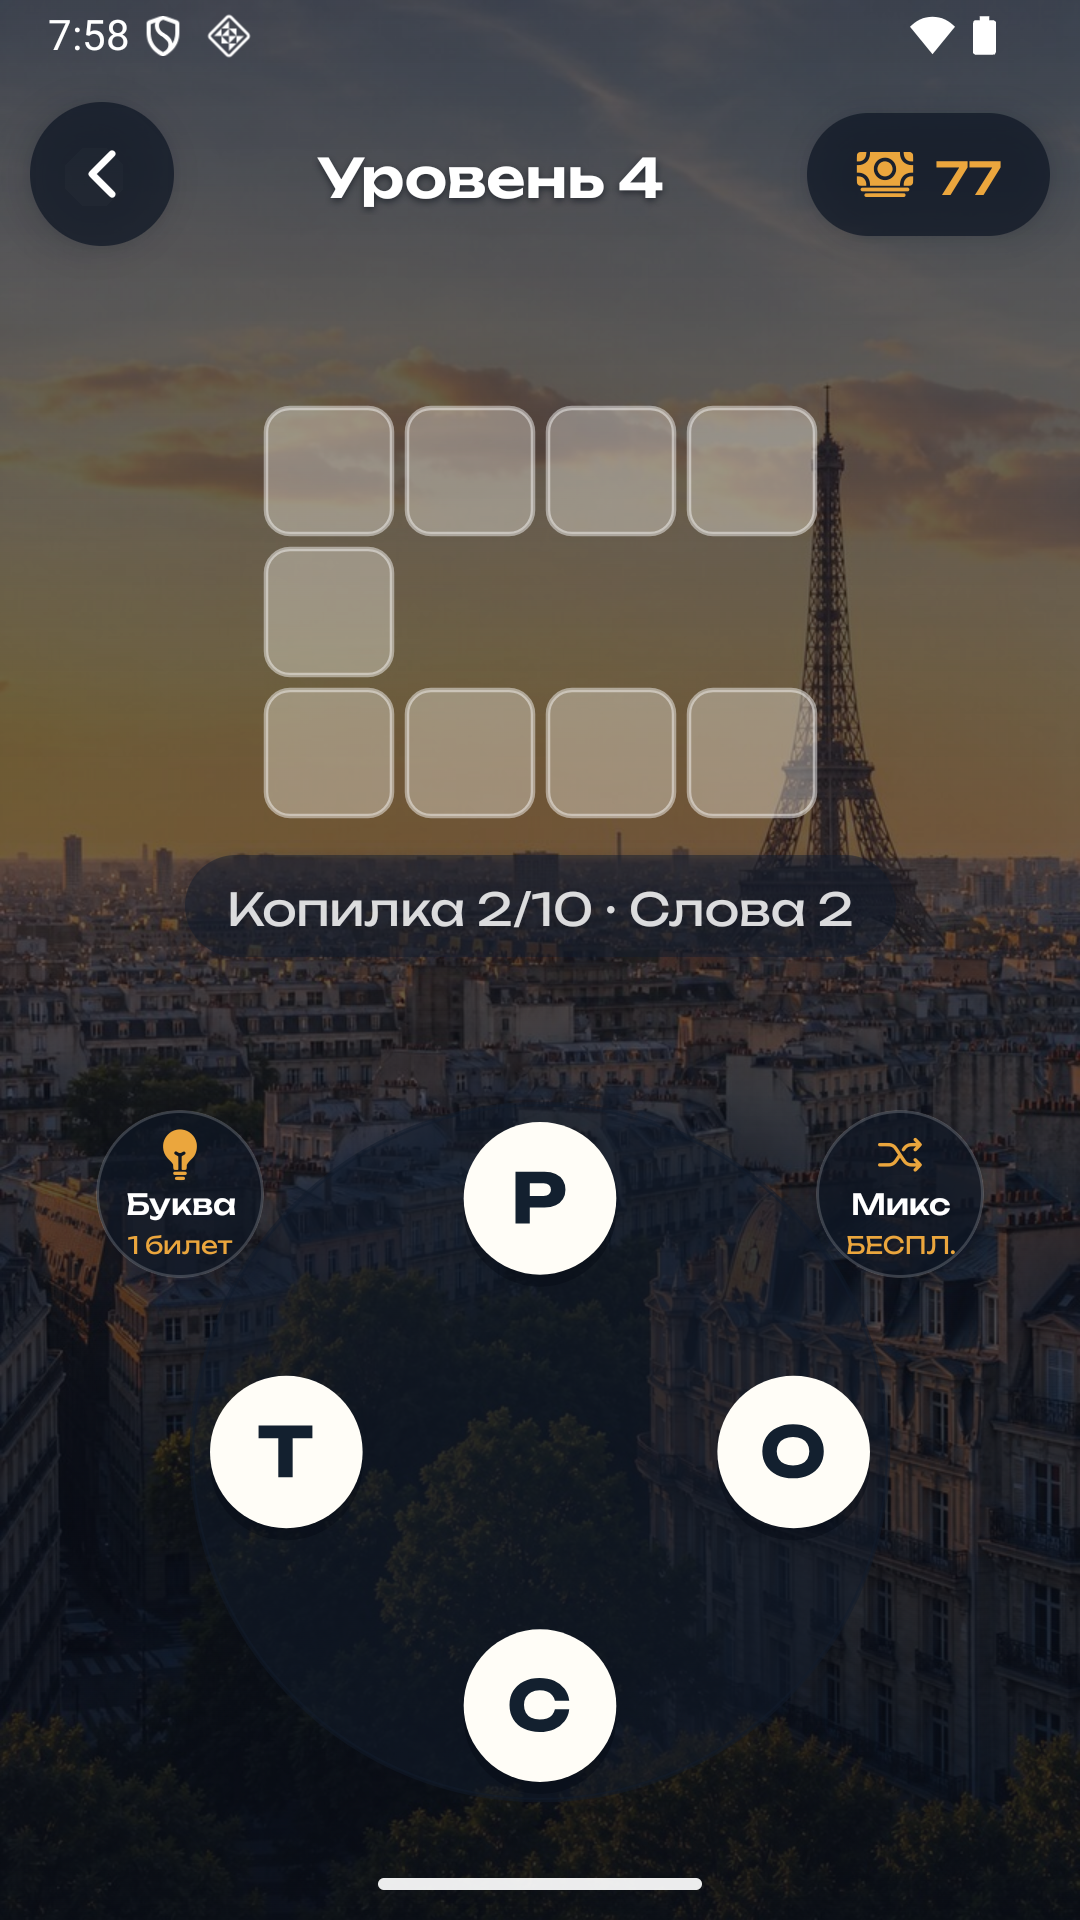 7:58
Уровень 4
77
Копилка 2/10 · Слова 2
Буква
1 билет
Р
Микс
БЕСПЛ.
Т
О
С